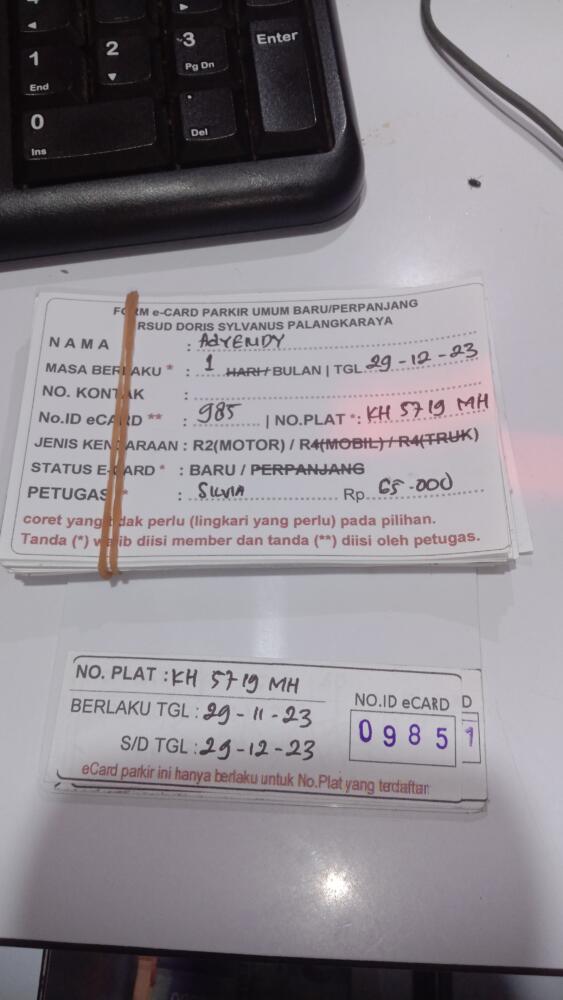 4
1
End
2
3
Pg Dn
Enter
0
Ins
.
Del
FORM e-CARD PARKIR UMUM BARU/PERPANJANG
RSUD DORIS SYLVANUS PALANGKARAYA
NAMA : AdYENDY
MASA BERLAKU * : 1 HARI / BULAN | TGL 29-12-23
NO. KONTAK :
No.ID eCARD ** : 985 | NO.PLAT *: KH 5719 MH
JENIS KENDARAAN : R2(MOTOR) / R4(MOBIL) / R4(TRUK)
STATUS E-CARD * : BARU / PERPANJANG
PETUGAS * : SILVIA Rp. 65.000
coret yang tidak perlu (lingkari yang perlu) pada pilihan.
Tanda (*) wajib diisi member dan tanda (**) diisi oleh petugas.
NO. PLAT : KH 5719 MH
BERLAKU TGL : 29-11-23
S/D TGL : 29-12-23
NO.ID eCARD
0985
D
1
eCard parkir ini hanya berlaku untuk No.Plat yang terdaftar